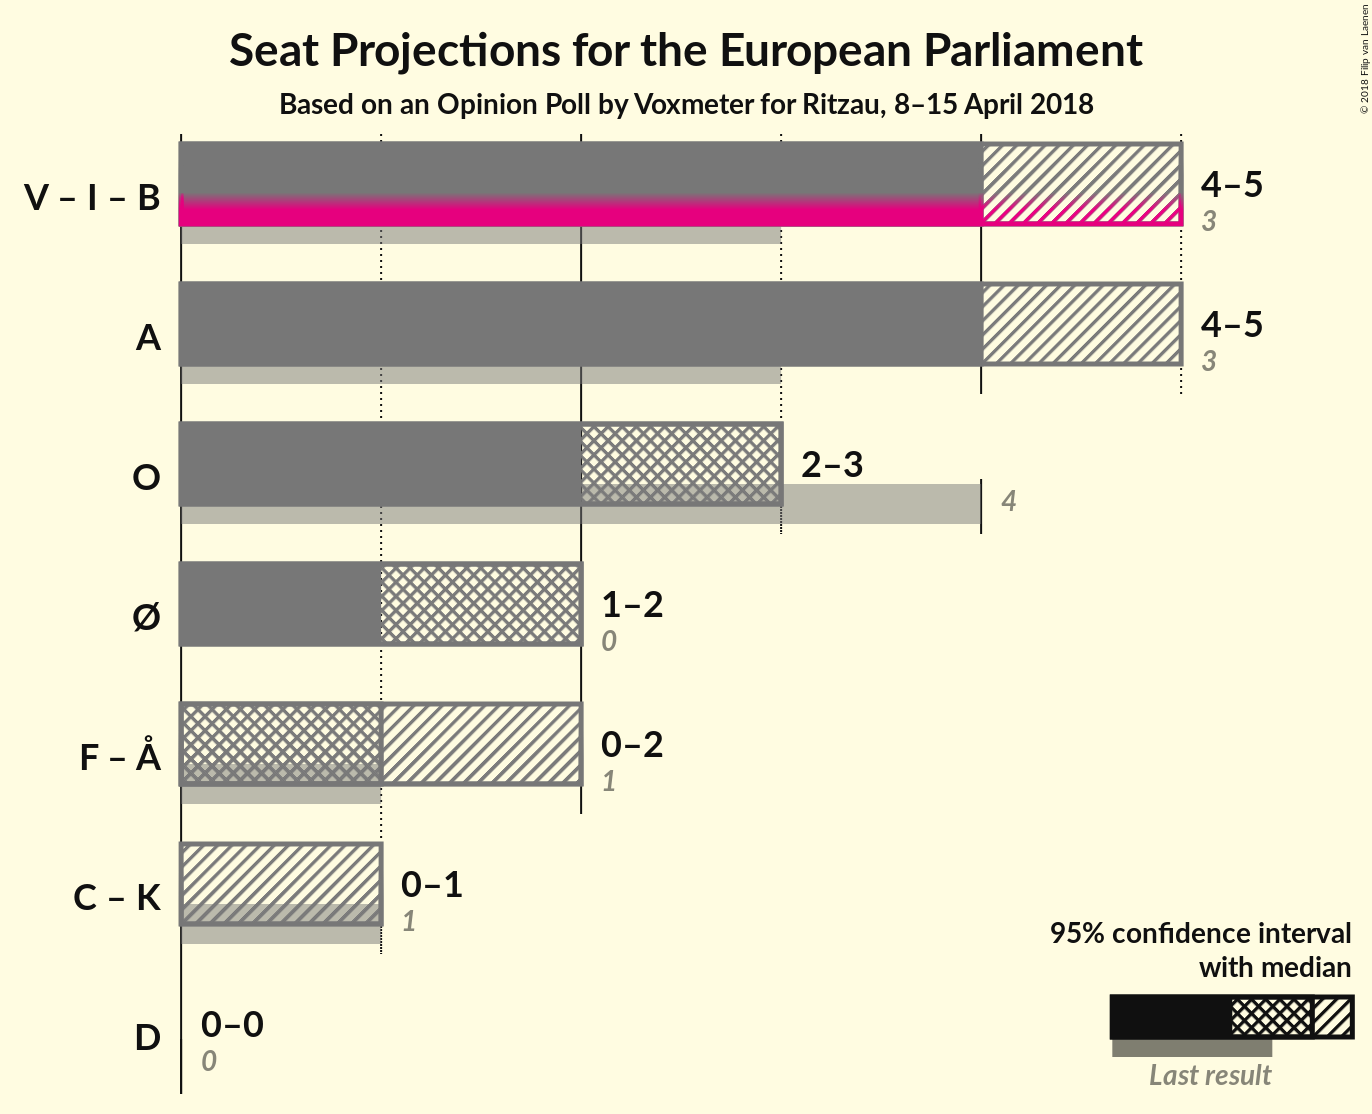 Seat Projections for the European Parliament
Based on an Opinion Poll by Voxmeter for Ritzau, 8–15 April 2018
© 2018 Filip van Laenen
V – I – B
4–5
3
A
4–5
3
O
2–3
4
Ø
1–2
0
F – Å
0–2
1
C – K
0–1
1
D
0–0
0
95% confidence interval
with median
Last result